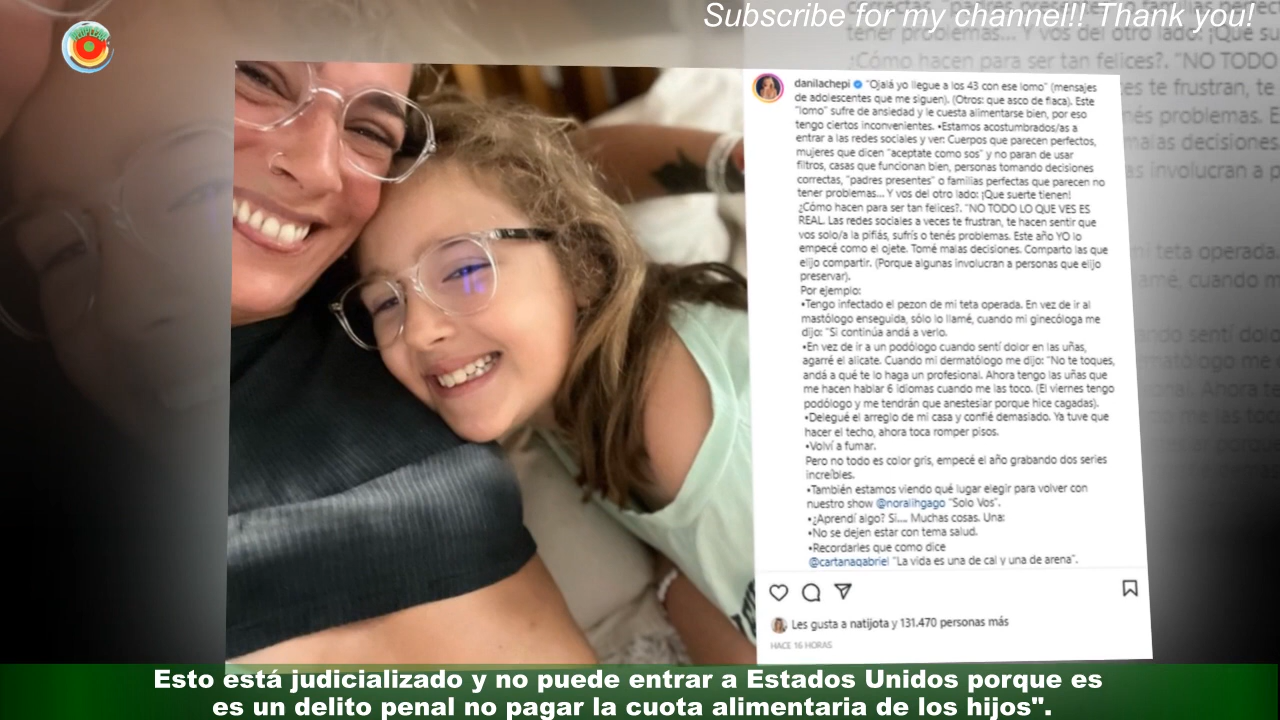 Subscribe for my channel!! Thank you!
danilachepi "Ojalá yo llegue a los 43 con ese lomo" (mensajes
de adolescentes que me siguen). (Otros: que asco de flaca). Este
"lomo" sufre de ansiedad y le cuesta alimentarse bien, por eso
tengo ciertos inconvenientes. •Estamos acostumbrados/as a
entrar a las redes sociales y ver: Cuerpos que parecen perfectos,
mujeres que dicen "aceptate como sos" y no paran de usar
filtros, casas que funcionan bien, personas tomando decisiones
correctas, "padres presentes" o familias perfectas que parecen no
tener problemas... Y vos del otro lado: ¡Que suerte tienen!
¿Cómo hacen para ser tan felices?. "NO TODO LO QUE VES ES
REAL. Las redes sociales a veces te frustran, te hacen sentir que
vos solo/a la pifiás, sufrís o tenés problemas. Este año YO lo
empecé como el ojete. Tomé malas decisiones. Comparto las que
elijo compartir. (Porque algunas involucran a personas que elijo
preservar).
Por ejemplo:
•Tengo infectado el pezon de mi teta operada. En vez de ir al
mastólogo enseguida, sólo lo llamé, cuando mi ginecóloga me
dijo: "Si continúa andá a verlo.
•En vez de ir a un podólogo cuando sentí dolor en las uñas,
agarré el alicate. Cuando mi dermatólogo me dijo: "No te toques,
andá a qué te lo haga un profesional. Ahora tengo las uñas que
me hacen hablar 6 idiomas cuando me las toco. (El viernes tengo
podólogo y me tendrán que anestesiar porque hice cagadas).
•Delegué el arreglo de mi casa y confié demasiado. Ya tuve que
hacer el techo, ahora toca romper pisos.
•Volví a fumar.
Pero no todo es color gris, empecé el año grabando dos series
increíbles.
•También estamos viendo qué lugar elegir para volver con
nuestro show @noralihgago "Solo Vos".
•¿Aprendí algo? Si.... Muchas cosas. Una:
•No se dejen estar con tema salud.
•Recordarles que como dice
@cartanagabriel "La vida es una de cal y una de arena".
Les gusta a natijota y 131.470 personas más
HACE 16 HORAS
Esto está judicializado y no puede entrar a Estados Unidos porque es
es un delito penal no pagar la cuota alimentaria de los hijos".